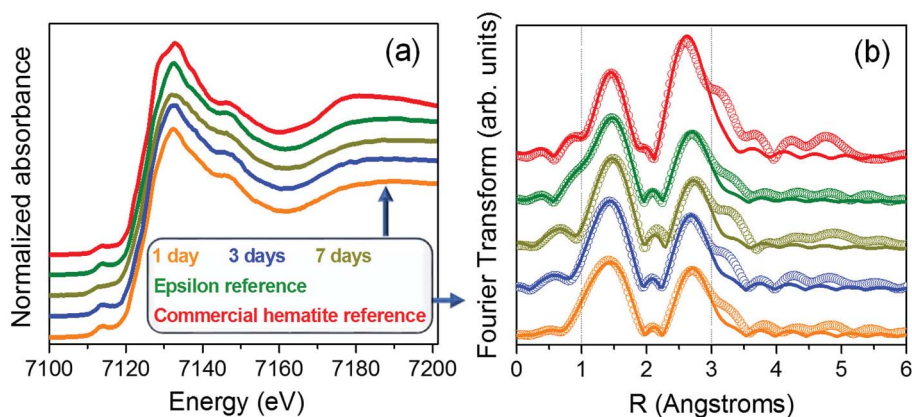 (a)
Normalized absorbance
1 day 3 days 7 days
Epsilon reference
Commercial hematite reference
7100 7120 7140 7160 7180 7200
Energy (eV)
(b)
Fourier Transform (arb. units)
0 1 2 3 4 5 6
R (Angstroms)